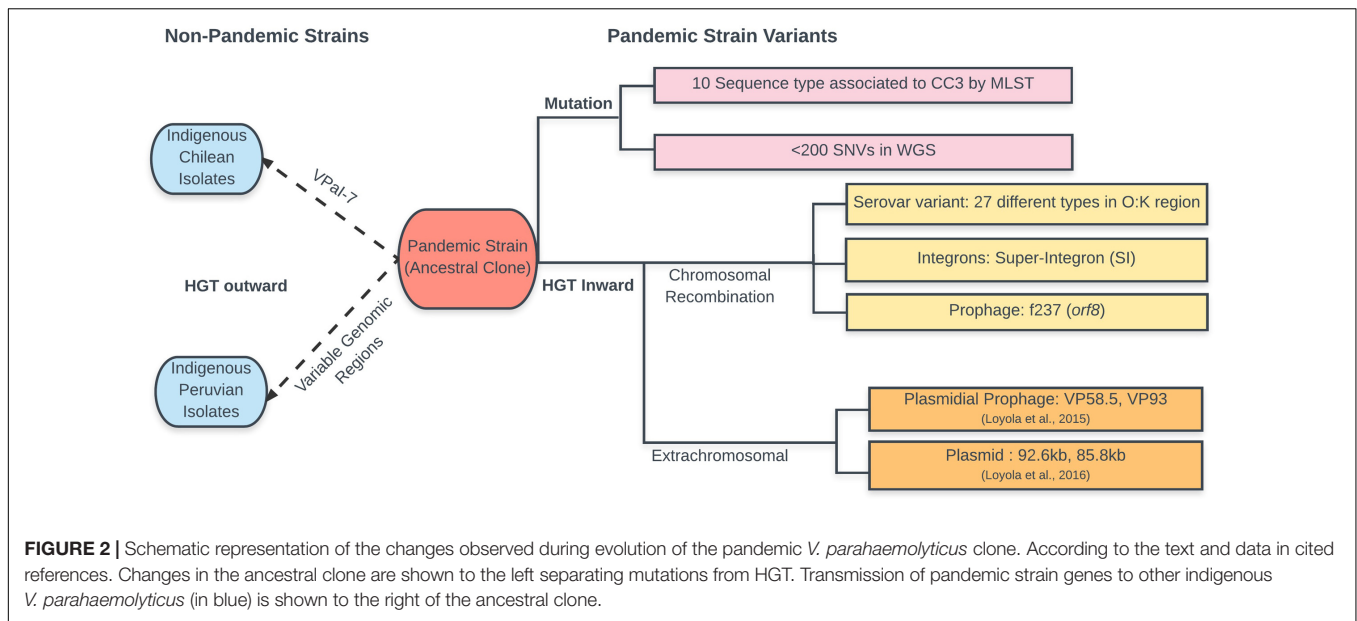 Non-Pandemic Strains
Pandemic Strain Variants
10 Sequence type associated to CC3 by MLST
Mutation
<200 SNVs in WGS
Indigenous
Chilean
Isolates
VPaI-7
Pandemic Strain
(Ancestral Clone)
HGT outward
HGT Inward
Variable Genomic
Regions
Indigenous
Peruvian
Isolates
Chromosomal
Recombination
Serovar variant: 27 different types in O:K region
Integrons: Super-Integron (SI)
Prophage: f237 (orf8)
Extrachromosomal
Plasmidial Prophage: VP58.5, VP93
(Loyola et al., 2015)
Plasmid : 92.6kb, 85.8kb
(Loyola et al., 2016)
FIGURE 2 | Schematic representation of the changes observed during evolution of the pandemic V. parahaemolyticus clone. According to the text and data in cited
references. Changes in the ancestral clone are shown to the left separating mutations from HGT. Transmission of pandemic strain genes to other indigenous
V. parahaemolyticus (in blue) is shown to the right of the ancestral clone.